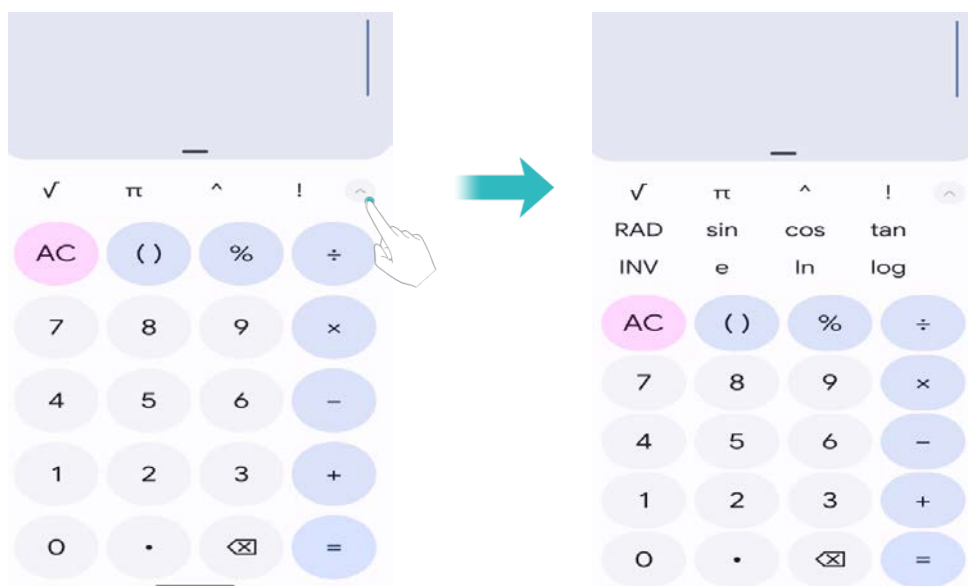 √ π ^ !
AC ( ) % ÷
7 8 9 ×
4 5 6 −
1 2 3 +
0 . =
√ π ^ !
RAD sin cos tan
INV e ln log
AC ( ) % ÷
7 8 9 ×
4 5 6 −
1 2 3 +
0 . =